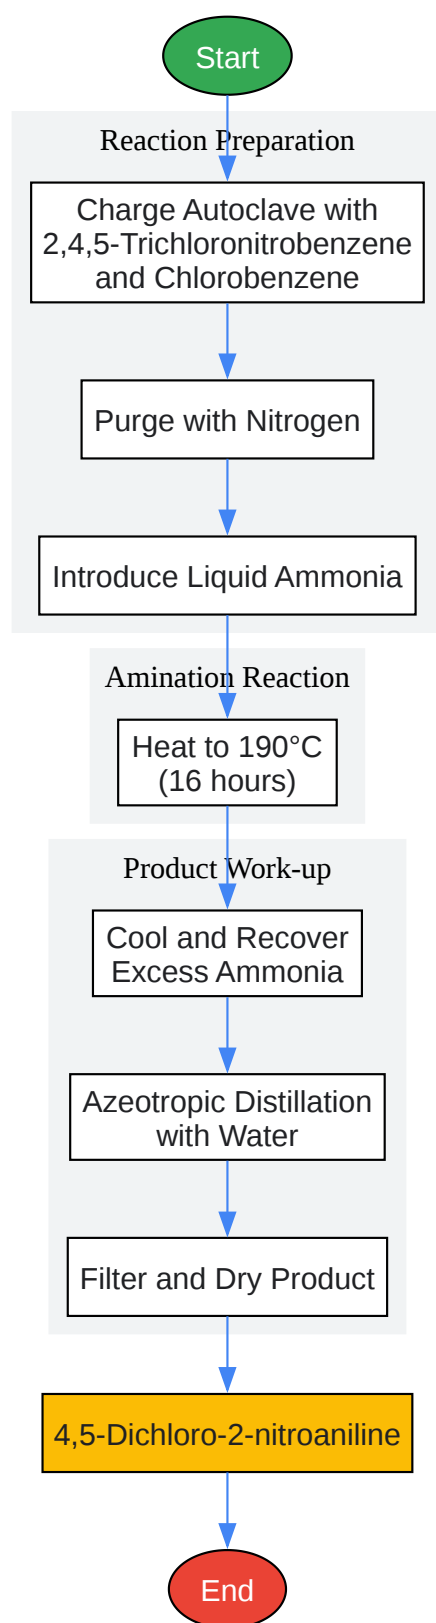 Start
Reaction Preparation
Charge Autoclave with
2,4,5-Trichloronitrobenzene
and Chlorobenzene
Purge with Nitrogen
Introduce Liquid Ammonia
Amination Reaction
Heat to 190°C
(16 hours)
Product Work-up
Cool and Recover
Excess Ammonia
Azeotropic Distillation
with Water
Filter and Dry Product
4,5-Dichloro-2-nitroaniline
End